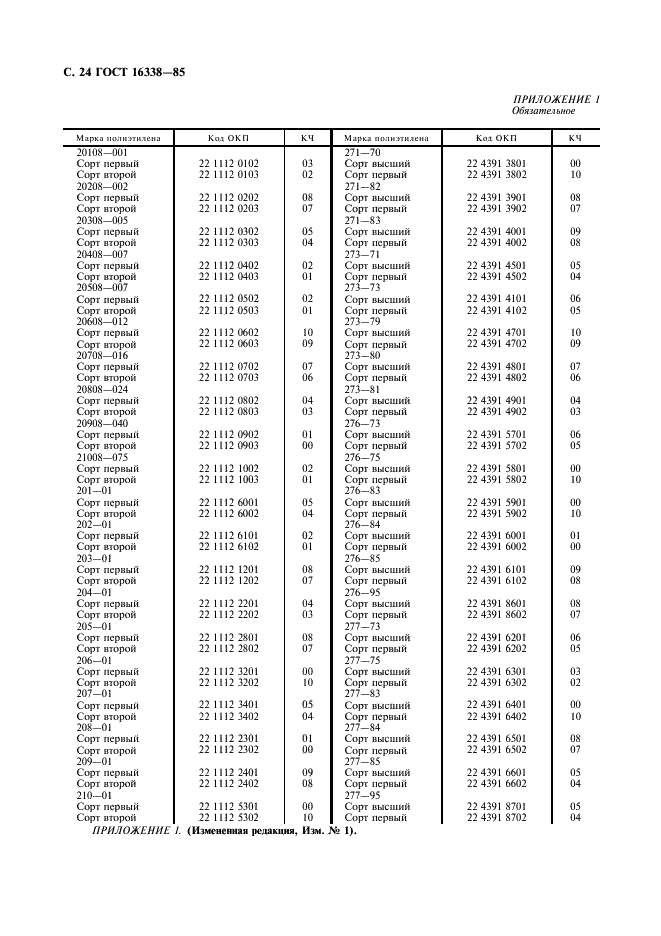 С. 24 ГОСТ 16338—85
ПРИЛОЖЕНИЕ 1
Обязательное
Марка полиэтилена Код ОКП КЧ Марка полиэтилена Код ОКП КЧ
20108—001 271—70
Сорт первый 22 1112 0102 03 Сорт высший 22 4391 3801 00
Сорт второй 22 1112 0103 02 Сорт первый 22 4391 3802 10
20208—002 271—82
Сорт первый 22 1112 0202 08 Сорт высший 22 4391 3901 08
Сорт второй 22 1112 0203 07 Сорт первый 22 4391 3902 07
20308—005 271—83
Сорт первый 22 1112 0302 05 Сорт высший 22 4391 4001 09
Сорт второй 22 1112 0303 04 Сорт первый 22 4391 4002 08
20408—007 273—71
Сорт первый 22 1112 0402 02 Сорт высший 22 4391 4501 05
Сорт второй 22 1112 0403 01 Сорт первый 22 4391 4502 04
20508—007 273—73
Сорт первый 22 1112 0502 02 Сорт высший 22 4391 4101 06
Сорт второй 22 1112 0503 01 Сорт первый 22 4391 4102 05
20608—012 273—79
Сорт первый 22 1112 0602 10 Сорт высший 22 4391 4701 10
Сорт второй 22 1112 0603 09 Сорт первый 22 4391 4702 09
20708—016 273—80
Сорт первый 22 1112 0702 07 Сорт высший 22 4391 4801 07
Сорт второй 22 1112 0703 06 Сорт первый 22 4391 4802 06
20808—024 273—81
Сорт первый 22 1112 0802 04 Сорт высший 22 4391 4901 04
Сорт второй 22 1112 0803 03 Сорт первый 22 4391 4902 03
20908—040 276—73
Сорт первый 22 1112 0902 01 Сорт высший 22 4391 5701 06
Сорт второй 22 1112 0903 00 Сорт первый 22 4391 5702 05
21008—075 276—75
Сорт первый 22 1112 1002 02 Сорт высший 22 4391 5801 00
Сорт второй 22 1112 1003 01 Сорт первый 22 4391 5802 10
201—01 276—83
Сорт первый 22 1112 6001 05 Сорт высший 22 4391 5901 00
Сорт второй 22 1112 6002 04 Сорт первый 22 4391 5902 10
202—01 276—84
Сорт первый 22 1112 6101 02 Сорт высший 22 4391 6001 01
Сорт второй 22 1112 6102 01 Сорт первый 22 4391 6002 00
203—01 276—85
Сорт первый 22 1112 1201 08 Сорт высший 22 4391 6101 09
Сорт второй 22 1112 1202 07 Сорт первый 22 4391 6102 08
204—01 276—95
Сорт первый 22 1112 2201 04 Сорт высший 22 4391 8601 08
Сорт второй 22 1112 2202 03 Сорт первый 22 4391 8602 07
205—01 277—73
Сорт первый 22 1112 2801 08 Сорт высший 22 4391 6201 06
Сорт второй 22 1112 2802 07 Сорт первый 22 4391 6202 05
206—01 277—75
Сорт первый 22 1112 3201 00 Сорт высший 22 4391 6301 03
Сорт второй 22 1112 3202 10 Сорт первый 22 4391 6302 02
207—01 277—83
Сорт первый 22 1112 3401 05 Сорт высший 22 4391 6401 00
Сорт второй 22 1112 3402 04 Сорт первый 22 4391 6402 10
208—01 277—84
Сорт первый 22 1112 2301 01 Сорт высший 22 4391 6501 08
Сорт второй 22 1112 2302 00 Сорт первый 22 4391 6502 07
209—01 277—85
Сорт первый 22 1112 2401 09 Сорт высший 22 4391 6601 05
Сорт второй 22 1112 2402 08 Сорт первый 22 4391 6602 04
210—01 277—95
Сорт первый 22 1112 5301 00 Сорт высший 22 4391 8701 05
Сорт второй 22 1112 5302 10 Сорт первый 22 4391 8702 04
ПРИЛОЖЕНИЕ 1. (Измененная редакция, Изм. № 1).